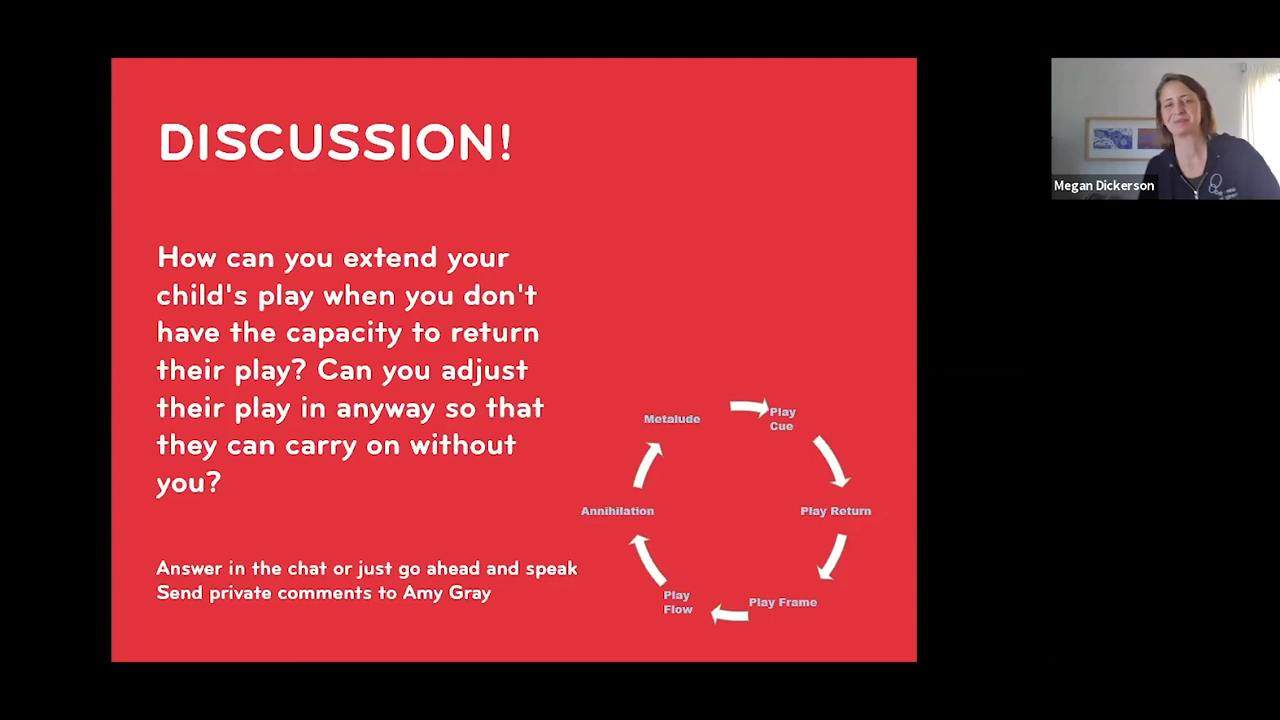 DISCUSSION!
How can you extend your
child's play when you don't
have the capacity to return
their play? Can you adjust
their play in anyway so that
they can carry on without
you?
Answer in the chat or just go ahead and speak
Send private comments to Amy Gray
Metalude
Play
Cue
Play Return
Play Frame
Play
Flow
Annihilation
Megan Dickerson